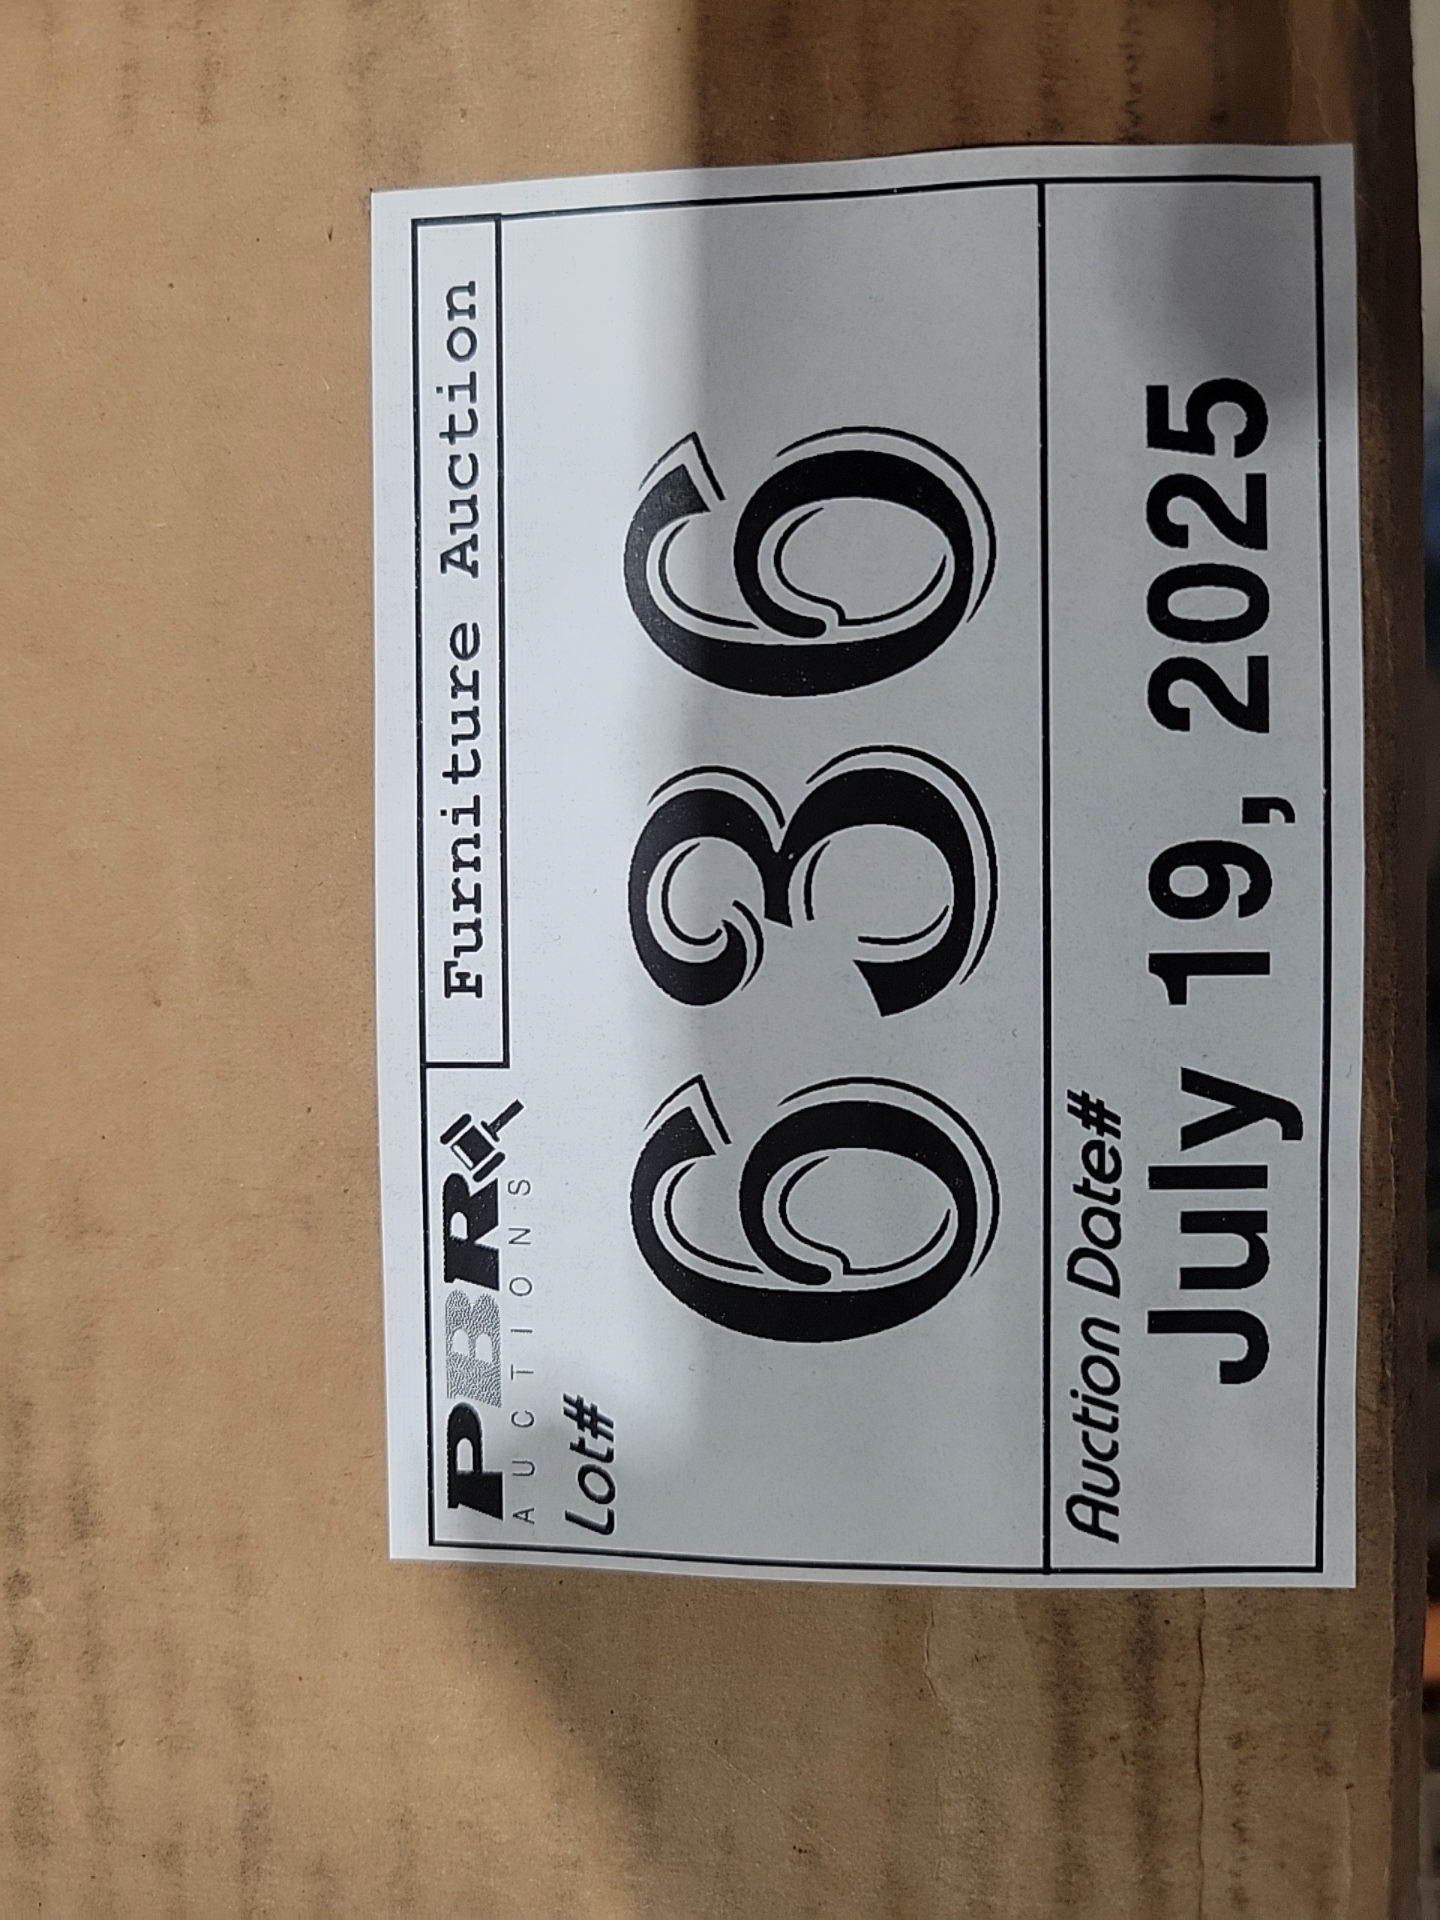 PBR
AUCTIONS
Furniture Auction
Lot#
636
Auction Date#
July 19, 2025